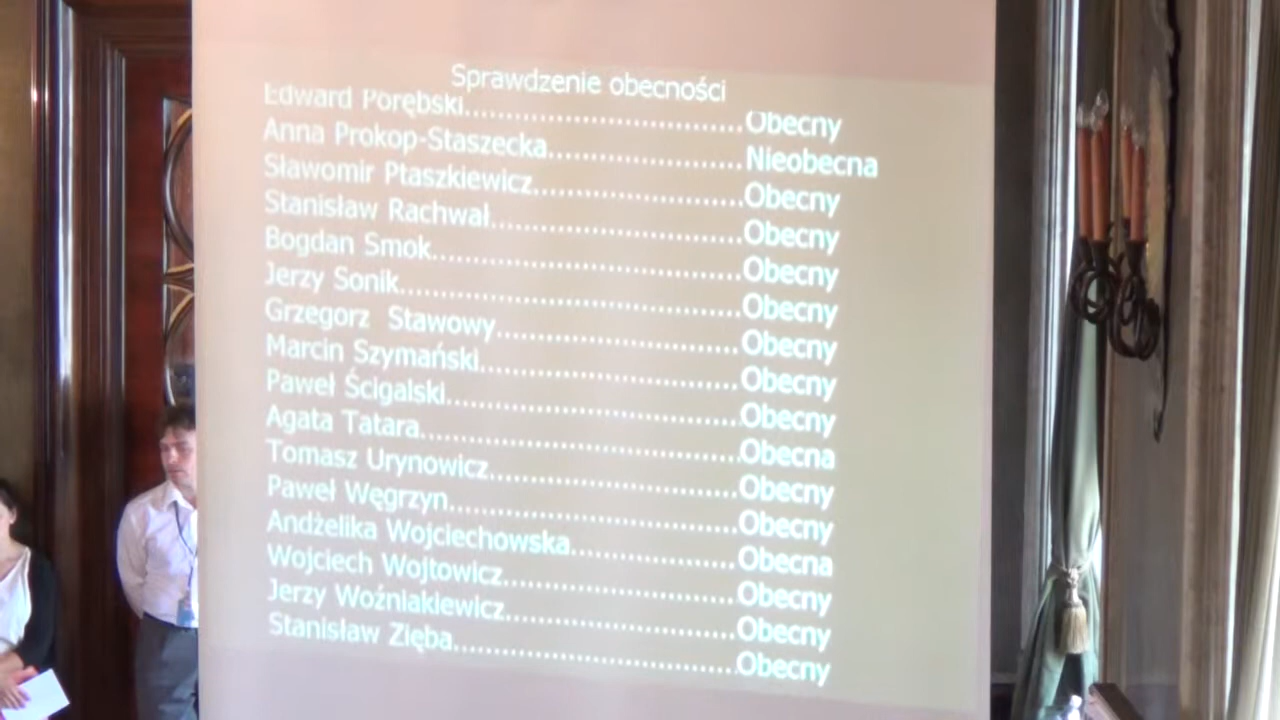 Sprawdzenie obecności
Edward Porębski..................................Obecny
Anna Prokop-Staszecka........................Nieobecna
Sławomir Ptaszkiewicz..........................Obecny
Stanisław Rachwał................................Obecny
Bogdan Smok.......................................Obecny
Jerzy Sonik...........................................Obecny
Grzegorz  Stawowy..............................Obecny
Marcin Szymański................................Obecny
Paweł Ścigalski....................................Obecny
Agata Tatara........................................Obecna
Tomasz Urynowicz...............................Obecny
Paweł Węgrzyn....................................Obecny
Andżelika Wojciechowska.....................Obecna
Wojciech Wojtowicz.............................Obecny
Jerzy Woźniakiewicz.............................Obecny
Stanisław Zięba...................................Obecny